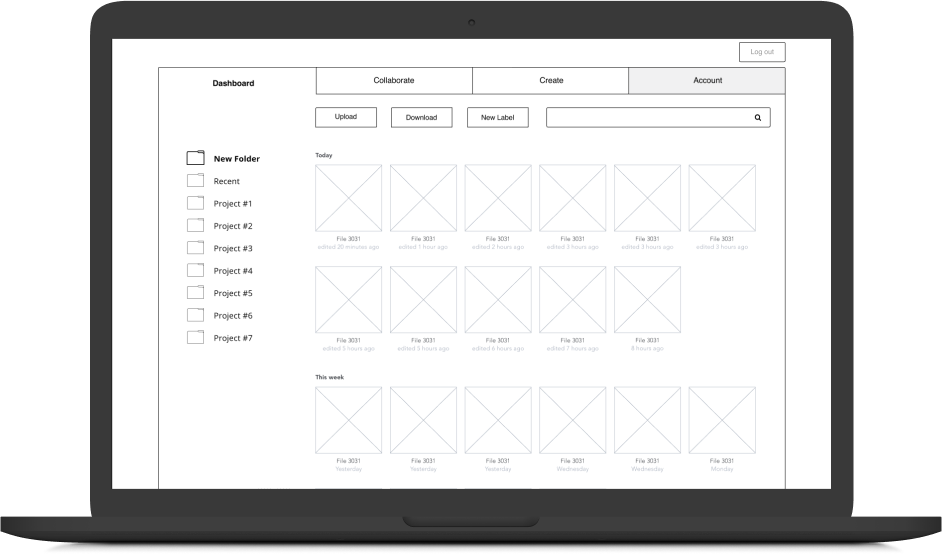 Log out
Dashboard
Collaborate
Create
Account
Upload
Download
New Label
New Folder
Recent
Project #1
Project #2
Project #3
Project #4
Project #5
Project #6
Project #7
Today
File 3031
edited 20 minutes ago
File 3031
edited 1 hour ago
File 3031
edited 2 hours ago
File 3031
edited 3 hours ago
File 3031
edited 3 hours ago
File 3031
edited 3 hours ago
File 3031
edited 5 hours ago
File 3031
edited 5 hours ago
File 3031
edited 6 hours ago
File 3031
edited 7 hours ago
File 3031
8 hours ago
This week
File 3031
Yesterday
File 3031
Yesterday
File 3031
Yesterday
File 3031
Wednesday
File 3031
Wednesday
File 3031
Monday